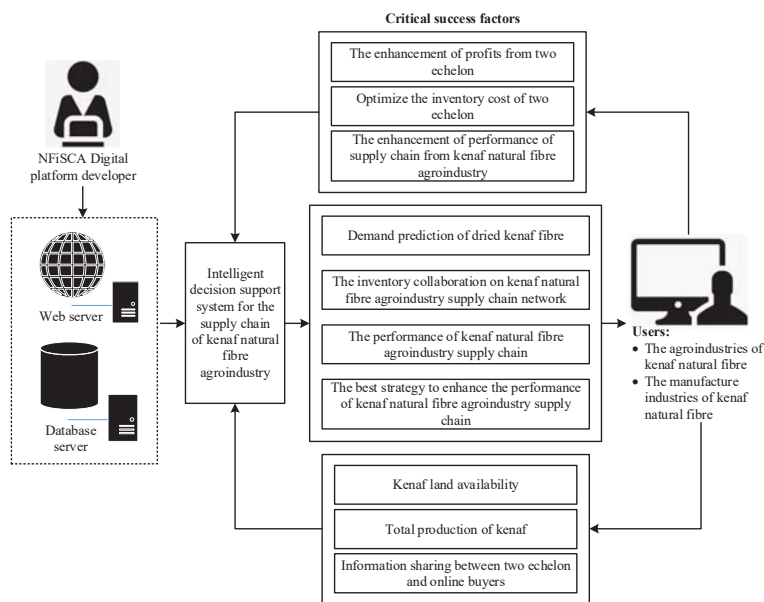 Critical success factors
The enhancement of profits from two
echelon
Optimize the inventory cost of two
echelon
The enhancement of performance of
supply chain from kenaf natural fibre
agroindustry
NFiSCA Digital
platform developer
Web server
Database
server
Intelligent
decision support
system for the
supply chain
of kenaf natural
fibre
agroindustry
Demand prediction of dried kenaf fibre
The inventory collaboration on kenaf natural
fibre agroindustry supply chain network
The performance of kenaf natural fibre
agroindustry supply chain
The best strategy to enhance the performance
of kenaf natural fibre agroindustry supply
chain
Users:
• The agroindustries of
kenaf natural fibre
• The manufacture
industries of kenaf
natural fibre
Kenaf land availability
Total production of kenaf
Information sharing between two echelon
and online buyers